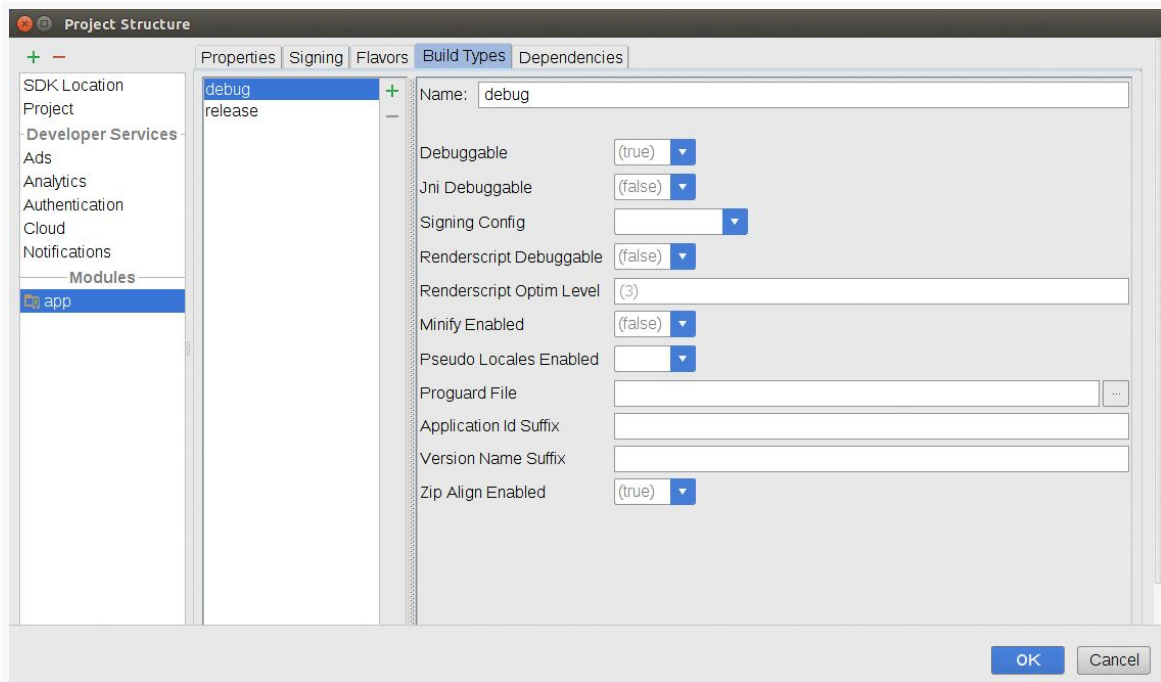 Project Structure
+ −
SDK Location
Project
Developer Services
Ads
Analytics
Authentication
Cloud
Notifications
Modules
app
Properties Signing Flavors Build Types Dependencies
debug
release
+
−
Name: debug
Debuggable (true)
Jni Debuggable (false)
Signing Config
Renderscript Debuggable (false)
Renderscript Optim Level (3)
Minify Enabled (false)
Pseudo Locales Enabled
Proguard File ...
Application Id Suffix
Version Name Suffix
Zip Align Enabled (true)
OK Cancel